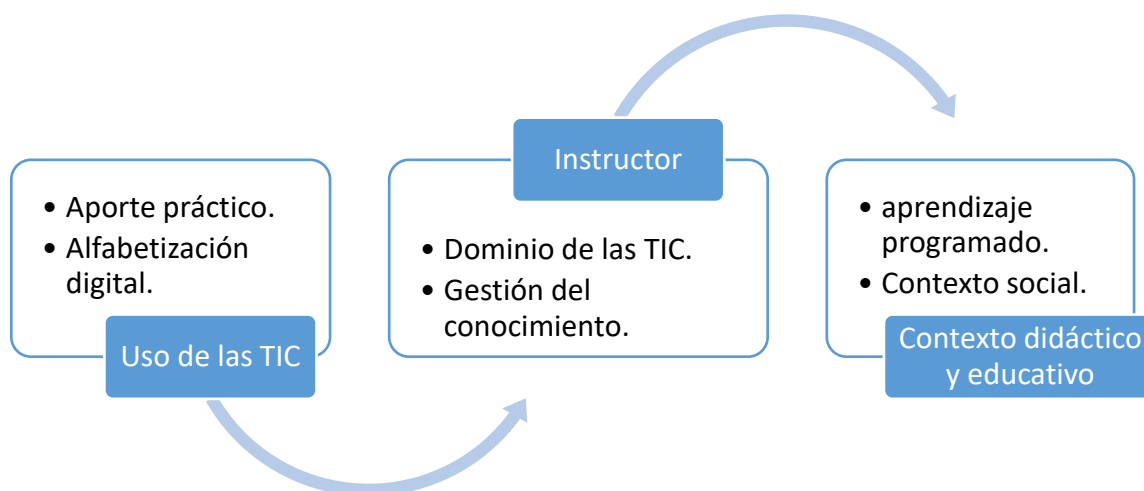 • Aporte práctico.
• Alfabetización
digital.
Uso de las TIC
Instructor
• Dominio de las TIC.
• Gestión del
conocimiento.
• aprendizaje
programado.
• Contexto social.
Contexto didáctico
y educativo